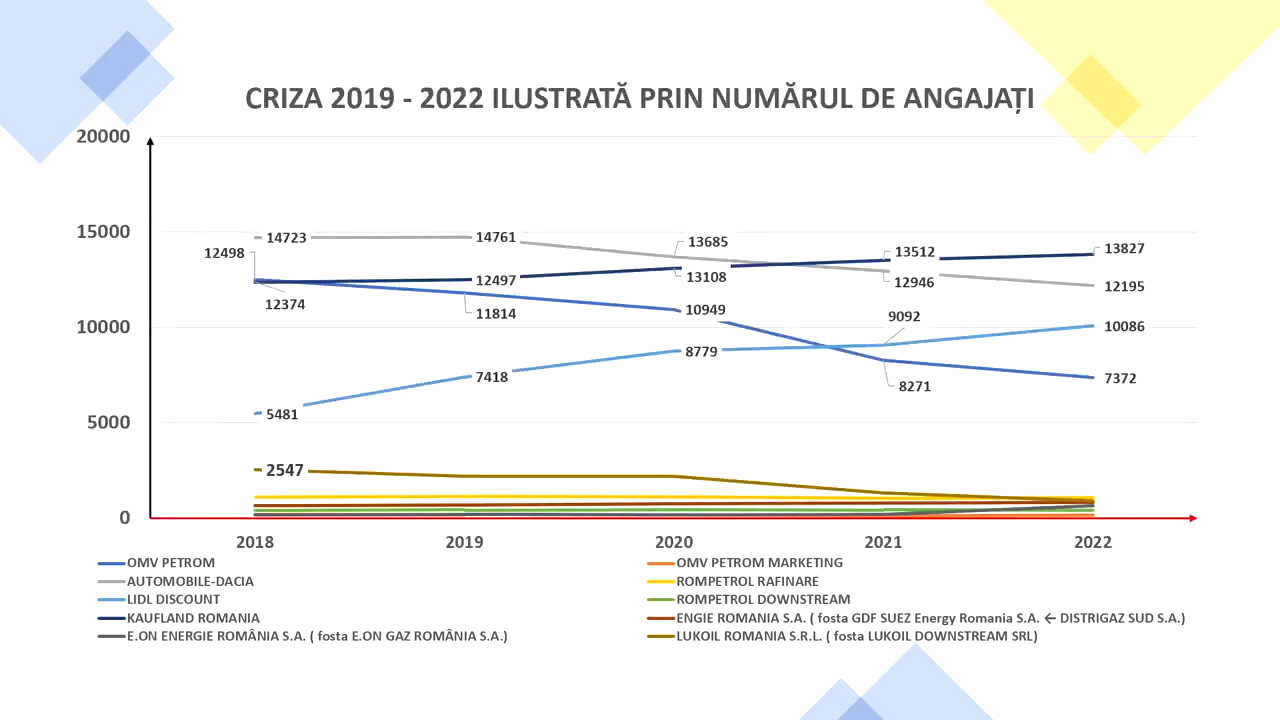 CRIZA 2019 - 2022 ILUSTRATĂ PRIN NUMĂRUL DE ANGAJAȚI
20000
15000
10000
5000
0
12498
14723
14761
13685
13512
13827
12374
12497
13108
12946
12195
11814
10949
9092
10086
5481
7418
8779
8271
7372
2547
2018 2019 2020 2021 2022
OMV PETROM
OMV PETROM MARKETING
AUTOMOBILE-DACIA
ROMPETROL RAFINARE
LIDL DISCOUNT
ROMPETROL DOWNSTREAM
KAUFLAND ROMANIA
ENGIE ROMANIA S.A. ( fosta GDF SUEZ Energy Romania S.A. ← DISTRIGAZ SUD S.A.)
E.ON ENERGIE ROMÂNIA S.A. ( fosta E.ON GAZ ROMÂNIA S.A.)
LUKOIL ROMANIA S.R.L. ( fosta LUKOIL DOWNSTREAM SRL)